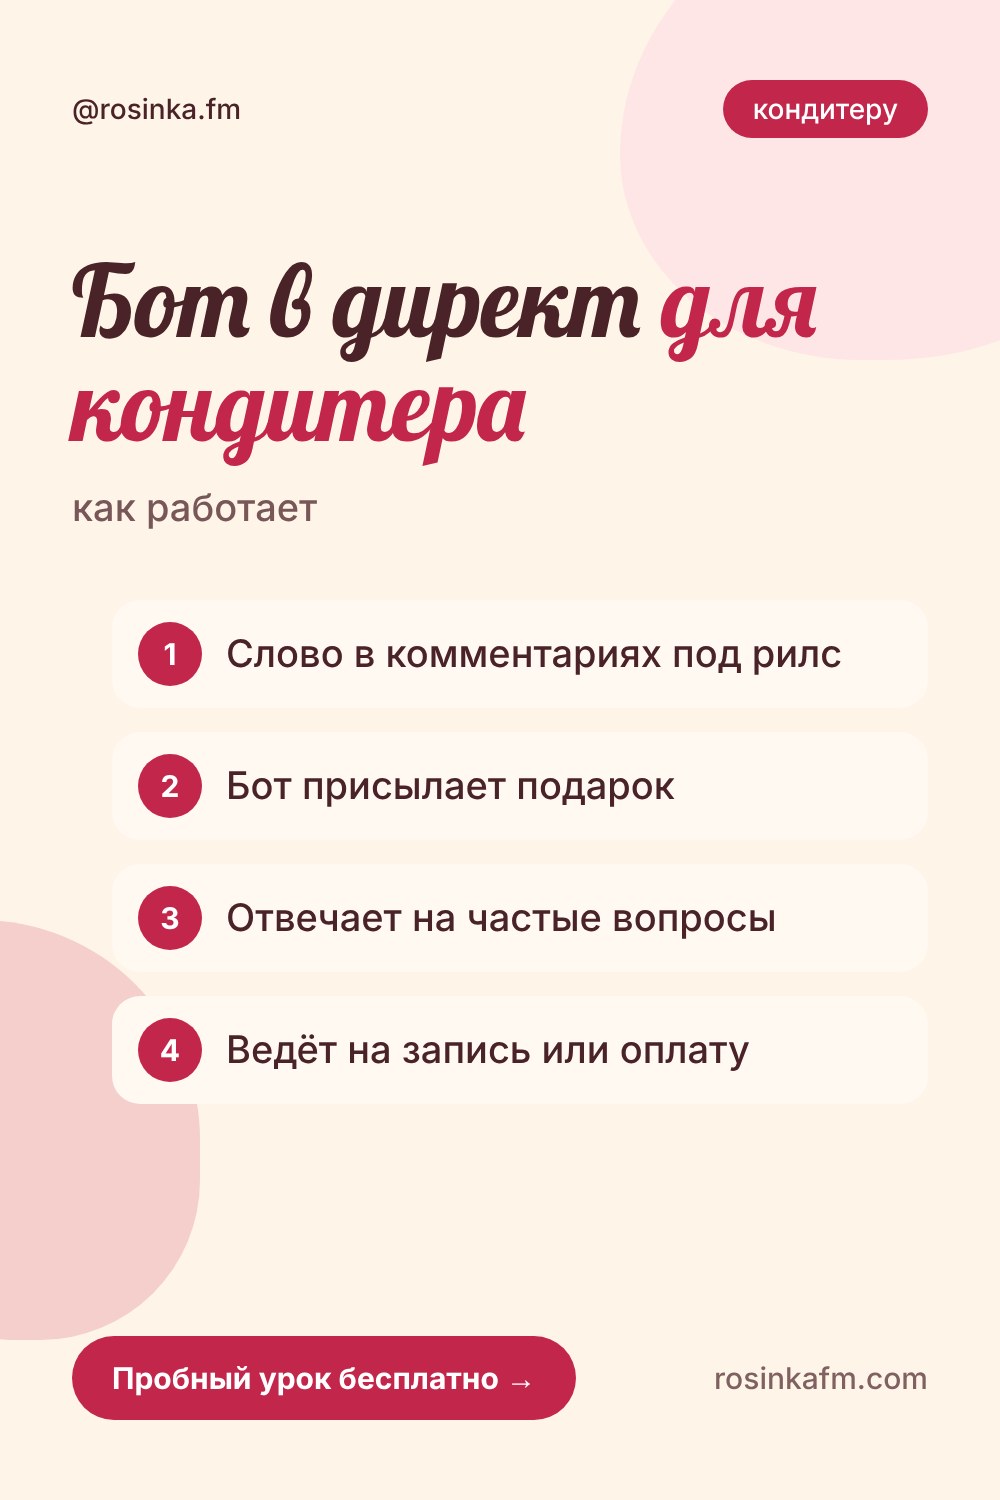 @rosinka.fm
кондитеру
Бот в директ для
кондитера
как работает
1 Слово в комментариях под рилс
2 Бот присылает подарок
3 Отвечает на частые вопросы
4 Ведёт на запись или оплату
Пробный урок бесплатно →
rosinkafm.com